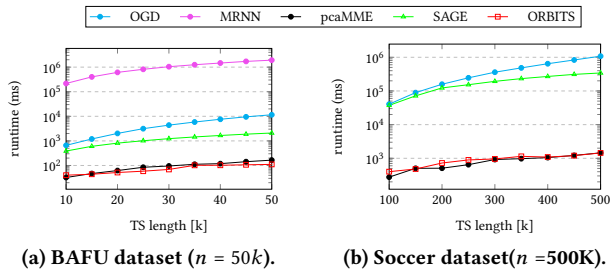 OGD MRNN pcaMME SAGE ORBITS
runtime (ms)
10^6
10^5
10^4
10^3
10^2
10 20 30 40 50
TS length [k]
(a) BAFU dataset (n = 50k).
runtime (ms)
10^6
10^5
10^4
10^3
100 200 300 400 500
TS length [k]
(b) Soccer dataset(n =500K).